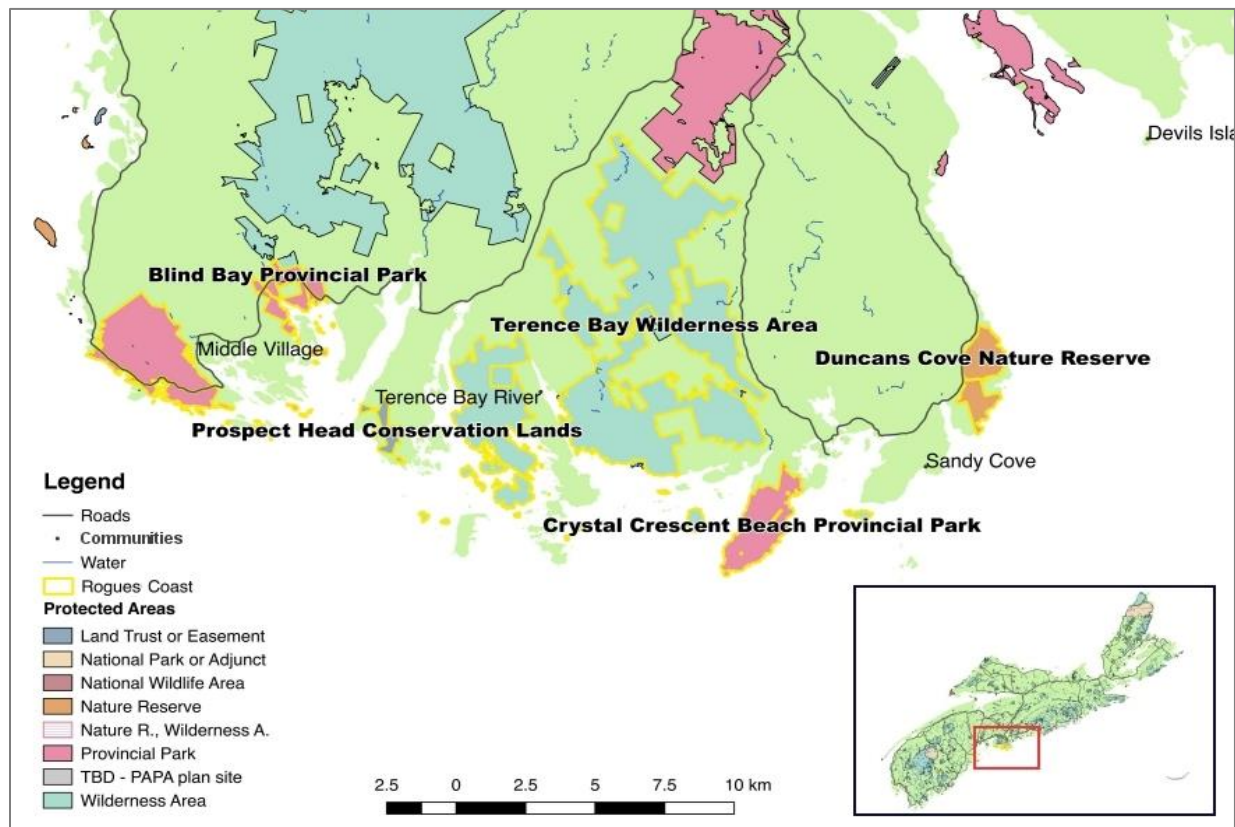 Devils Isla
Blind Bay Provincial Park
Terence Bay Wilderness Area
Middle Village
Duncans Cove Nature Reserve
Terence Bay River
Prospect Head Conservation Lands
Sandy Cove
Crystal Crescent Beach Provincial Park
Legend
Roads
Communities
Water
Rogues Coast
Protected Areas
Land Trust or Easement
National Park or Adjunct
National Wildlife Area
Nature Reserve
Nature R., Wilderness A.
Provincial Park
TBD - PAPA plan site
Wilderness Area
2.5 0 2.5 5 7.5 10 km